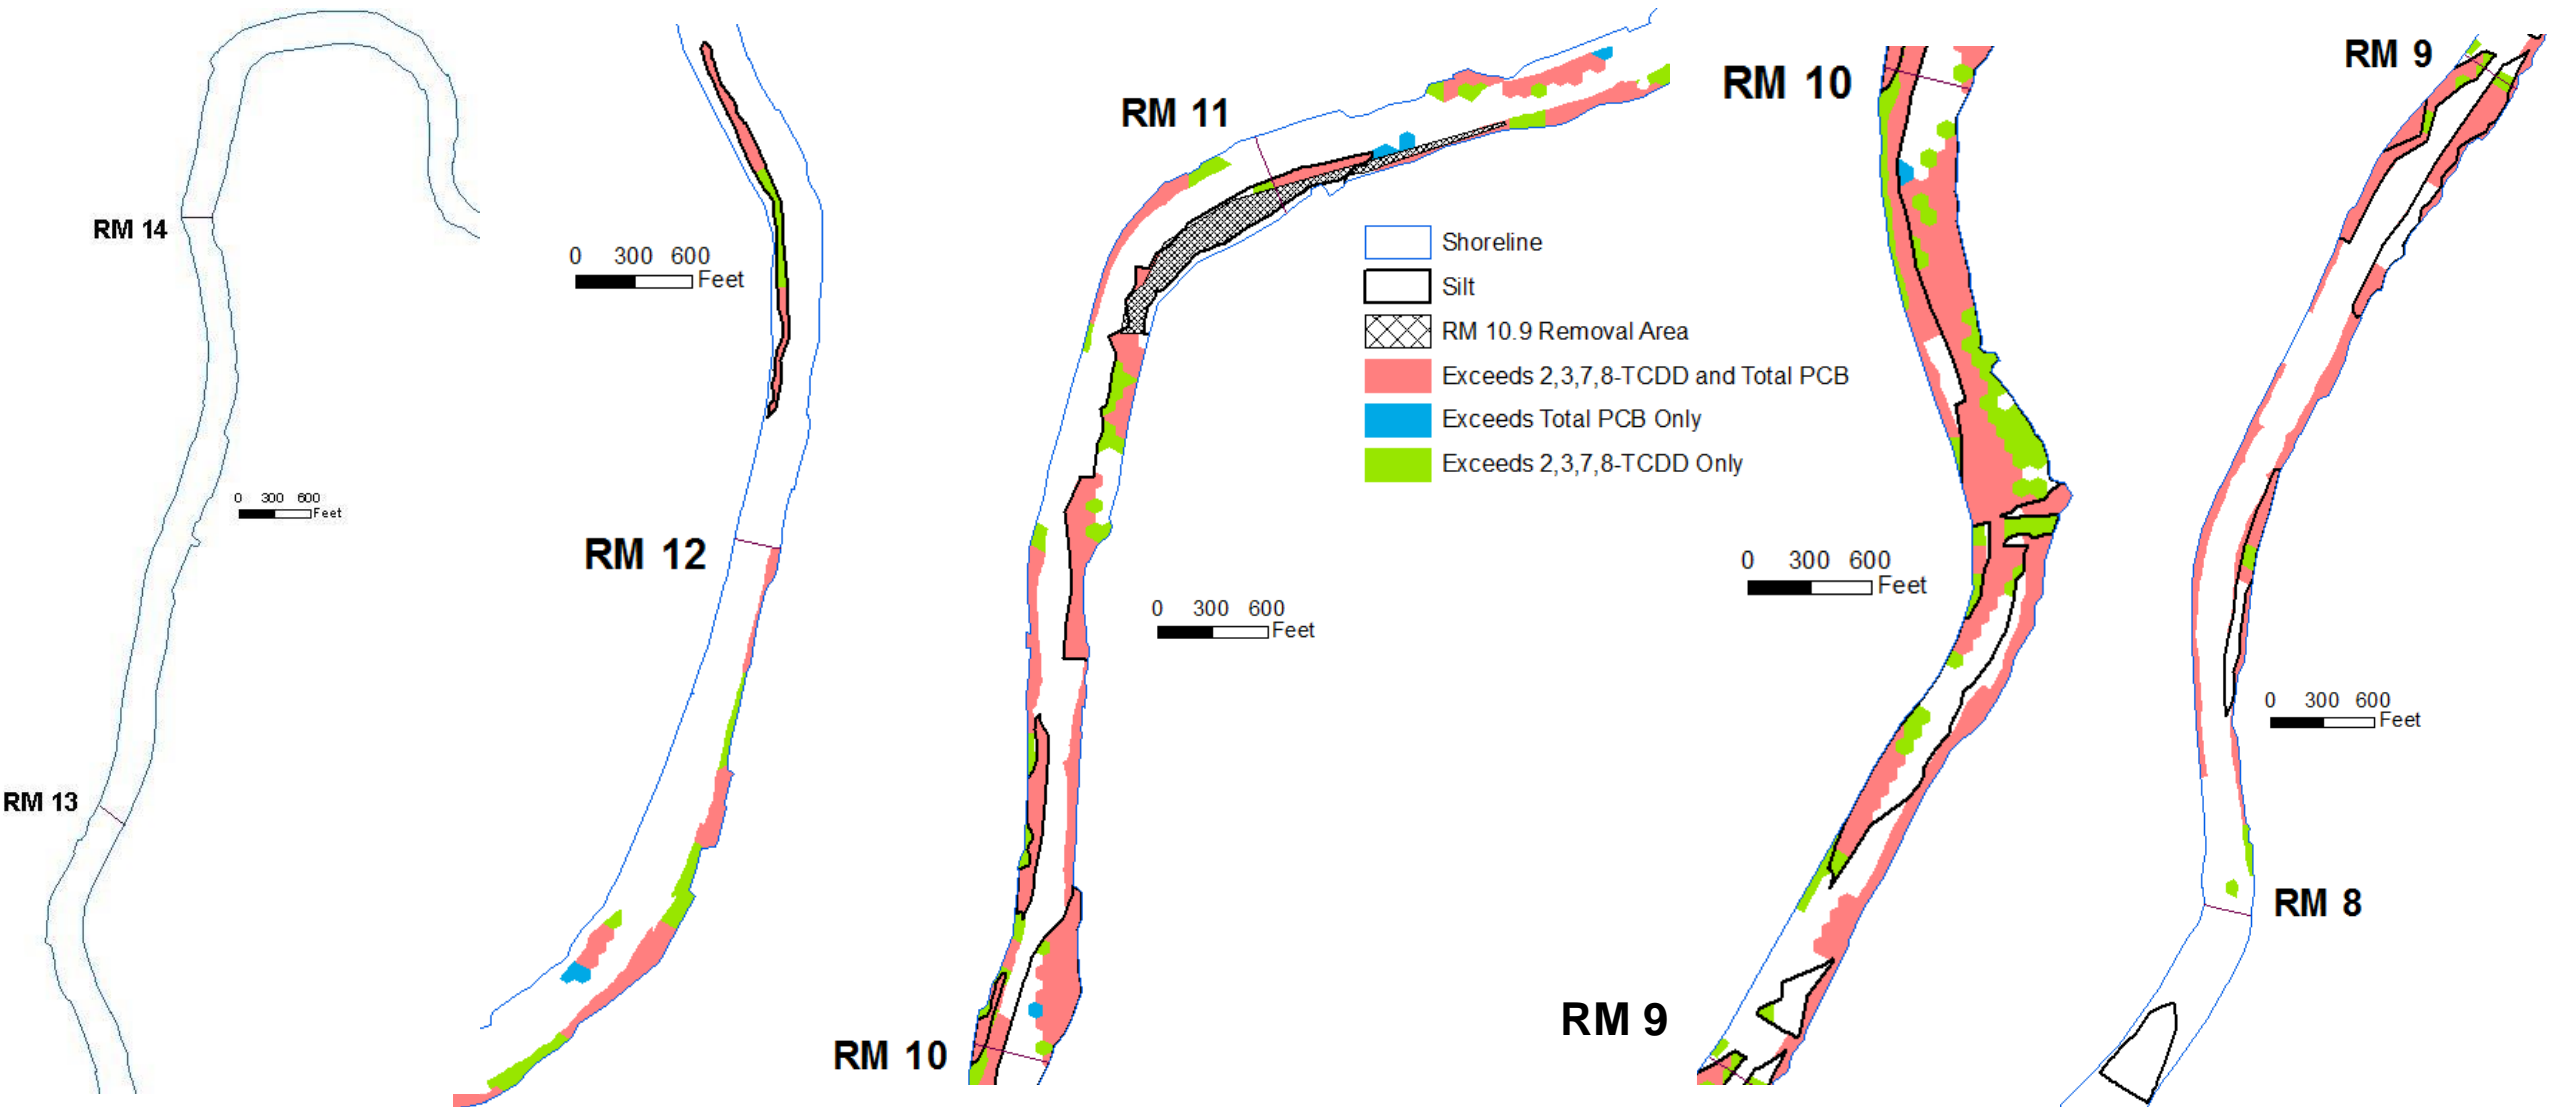 RM 14
0 300 600
Feet
RM 13
0 300 600
Feet
RM 12
RM 11
Shoreline
Silt
RM 10.9 Removal Area
Exceeds 2,3,7,8-TCDD and Total PCB
Exceeds Total PCB Only
Exceeds 2,3,7,8-TCDD Only
0 300 600
Feet
RM 10
RM 10
0 300 600
Feet
RM 9
RM 9
0 300 600
Feet
RM 8